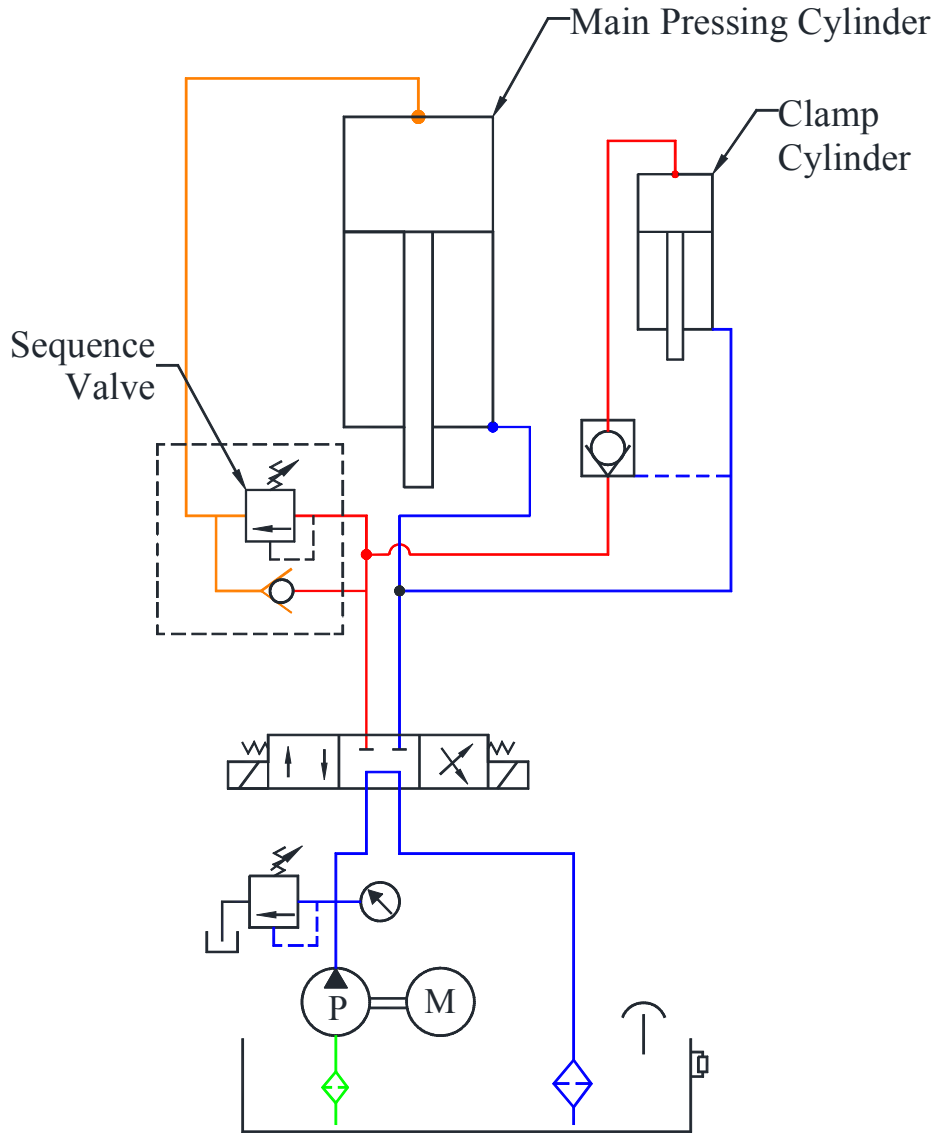 Main Pressing Cylinder
Clamp
Cylinder
Sequence
Valve
P
M